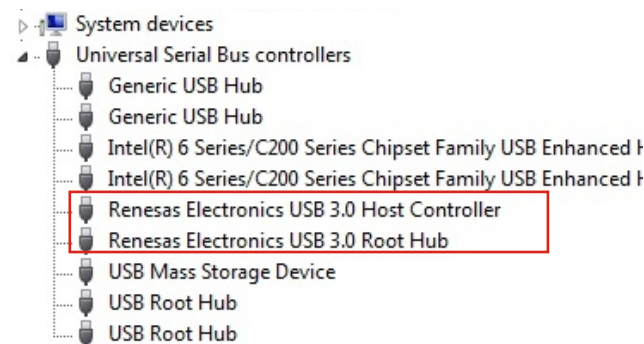 System devices
Universal Serial Bus controllers
Generic USB Hub
Generic USB Hub
Intel(R) 6 Series/C200 Series Chipset Family USB Enhanced H
Intel(R) 6 Series/C200 Series Chipset Family USB Enhanced H
Renesas Electronics USB 3.0 Host Controller
Renesas Electronics USB 3.0 Root Hub
USB Mass Storage Device
USB Root Hub
USB Root Hub